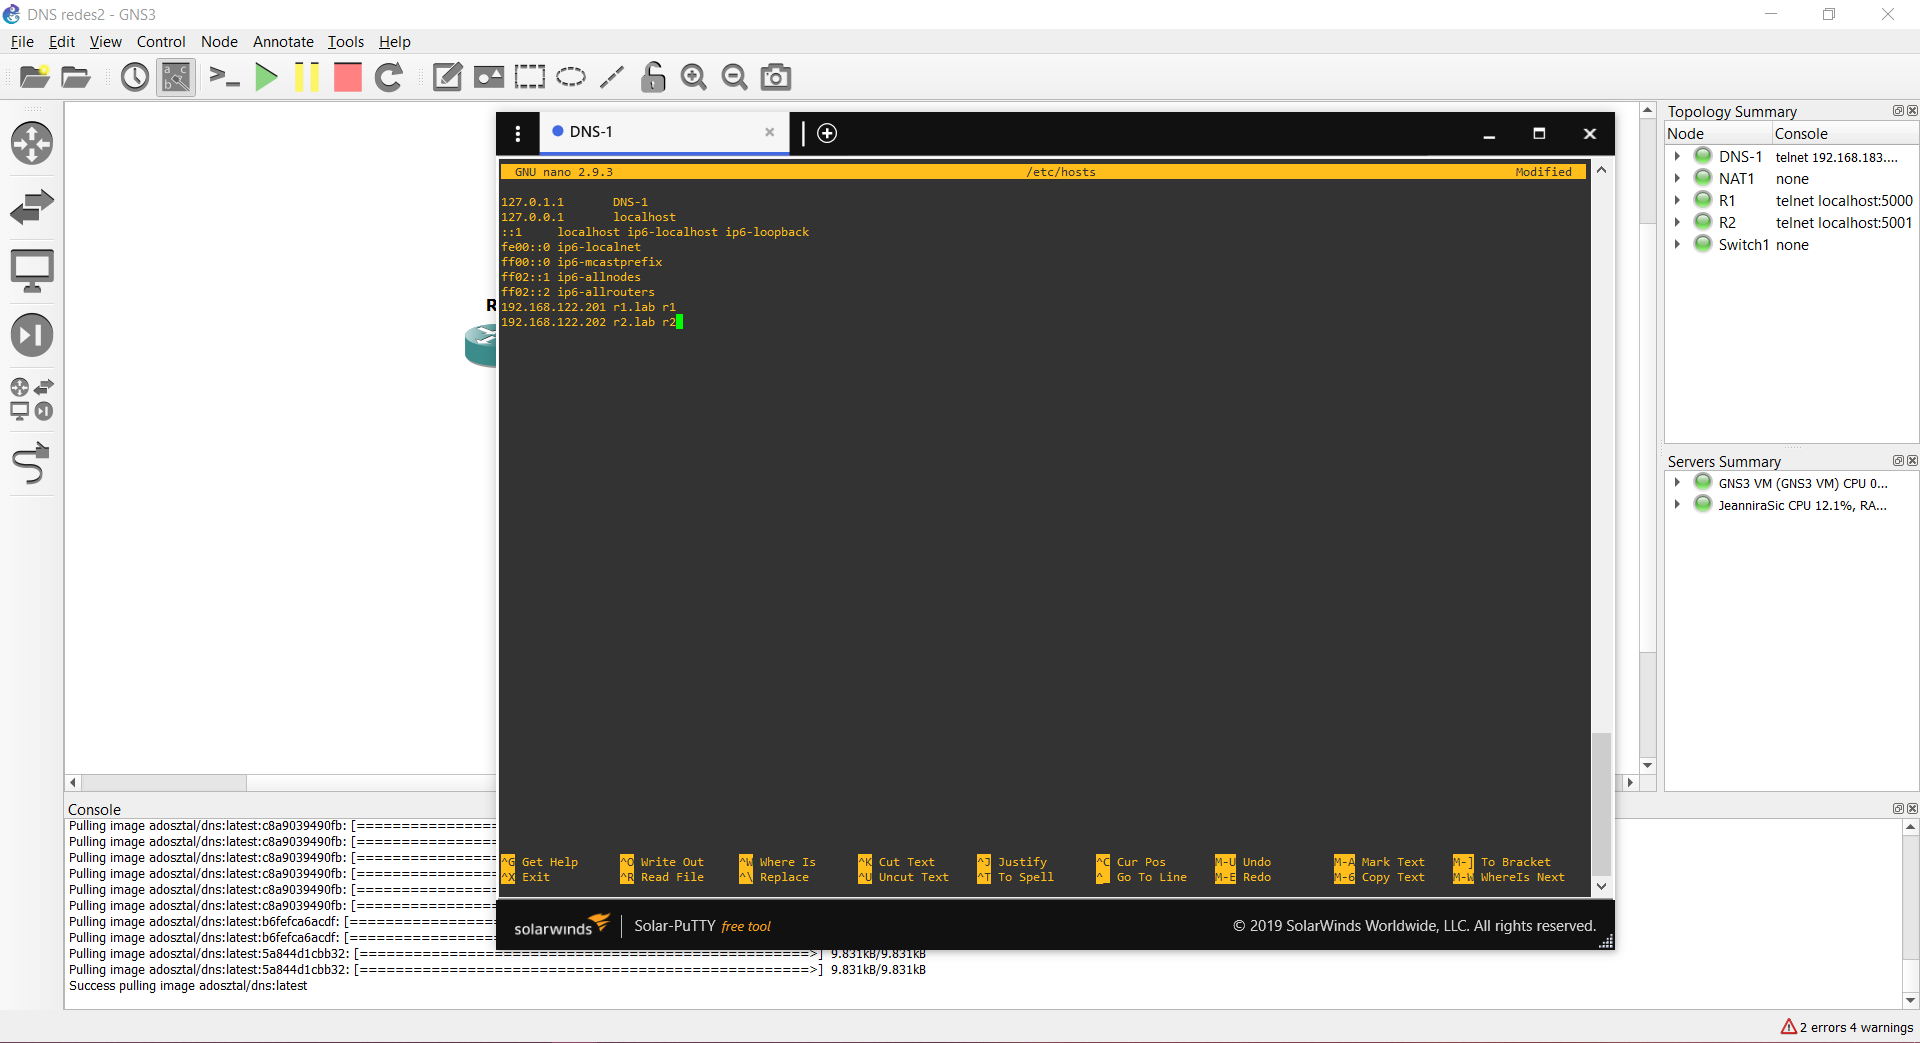 DNS redes2 - GNS3
File Edit View Control Node Annotate Tools Help
DNS-1
GNU nano 2.9.3 /etc/hosts Modified
127.0.1.1 DNS-1
127.0.0.1 localhost
::1 localhost ip6-localhost ip6-loopback
fe00::0 ip6-localnet
ff00::0 ip6-mcastprefix
ff02::1 ip6-allnodes
ff02::2 ip6-allrouters
192.168.122.201 r1.lab r1
192.168.122.202 r2.lab r2
^G Get Help ^O Write Out ^W Where Is ^K Cut Text ^J Justify ^C Cur Pos M-U Undo M-A Mark Text M-] To Bracket
^X Exit ^R Read File ^\ Replace ^U Uncut Text ^T To Spell ^_ Go To Line M-E Redo M-6 Copy Text M-W WhereIs Next
solarwinds Solar-PuTTY free tool © 2019 SolarWinds Worldwide, LLC. All rights reserved.
R
Topology Summary
Node Console
DNS-1 telnet 192.168.183....
NAT1 none
R1 telnet localhost:5000
R2 telnet localhost:5001
Switch1 none
Servers Summary
GNS3 VM (GNS3 VM) CPU 0...
JeanniraSic CPU 12.1%, RA...
Console
Pulling image adosztal/dns:latest:c8a9039490fb: [================
Pulling image adosztal/dns:latest:c8a9039490fb: [================
Pulling image adosztal/dns:latest:c8a9039490fb: [================
Pulling image adosztal/dns:latest:c8a9039490fb: [================
Pulling image adosztal/dns:latest:c8a9039490fb: [================
Pulling image adosztal/dns:latest:c8a9039490fb: [================
Pulling image adosztal/dns:latest:b6fefca6acdf: [=================
Pulling image adosztal/dns:latest:b6fefca6acdf: [=================
Pulling image adosztal/dns:latest:5a844d1cbb32: [==================================================>] 9.831kB/9.831kB
Pulling image adosztal/dns:latest:5a844d1cbb32: [==================================================>] 9.831kB/9.831kB
Success pulling image adosztal/dns:latest
2 errors 4 warnings